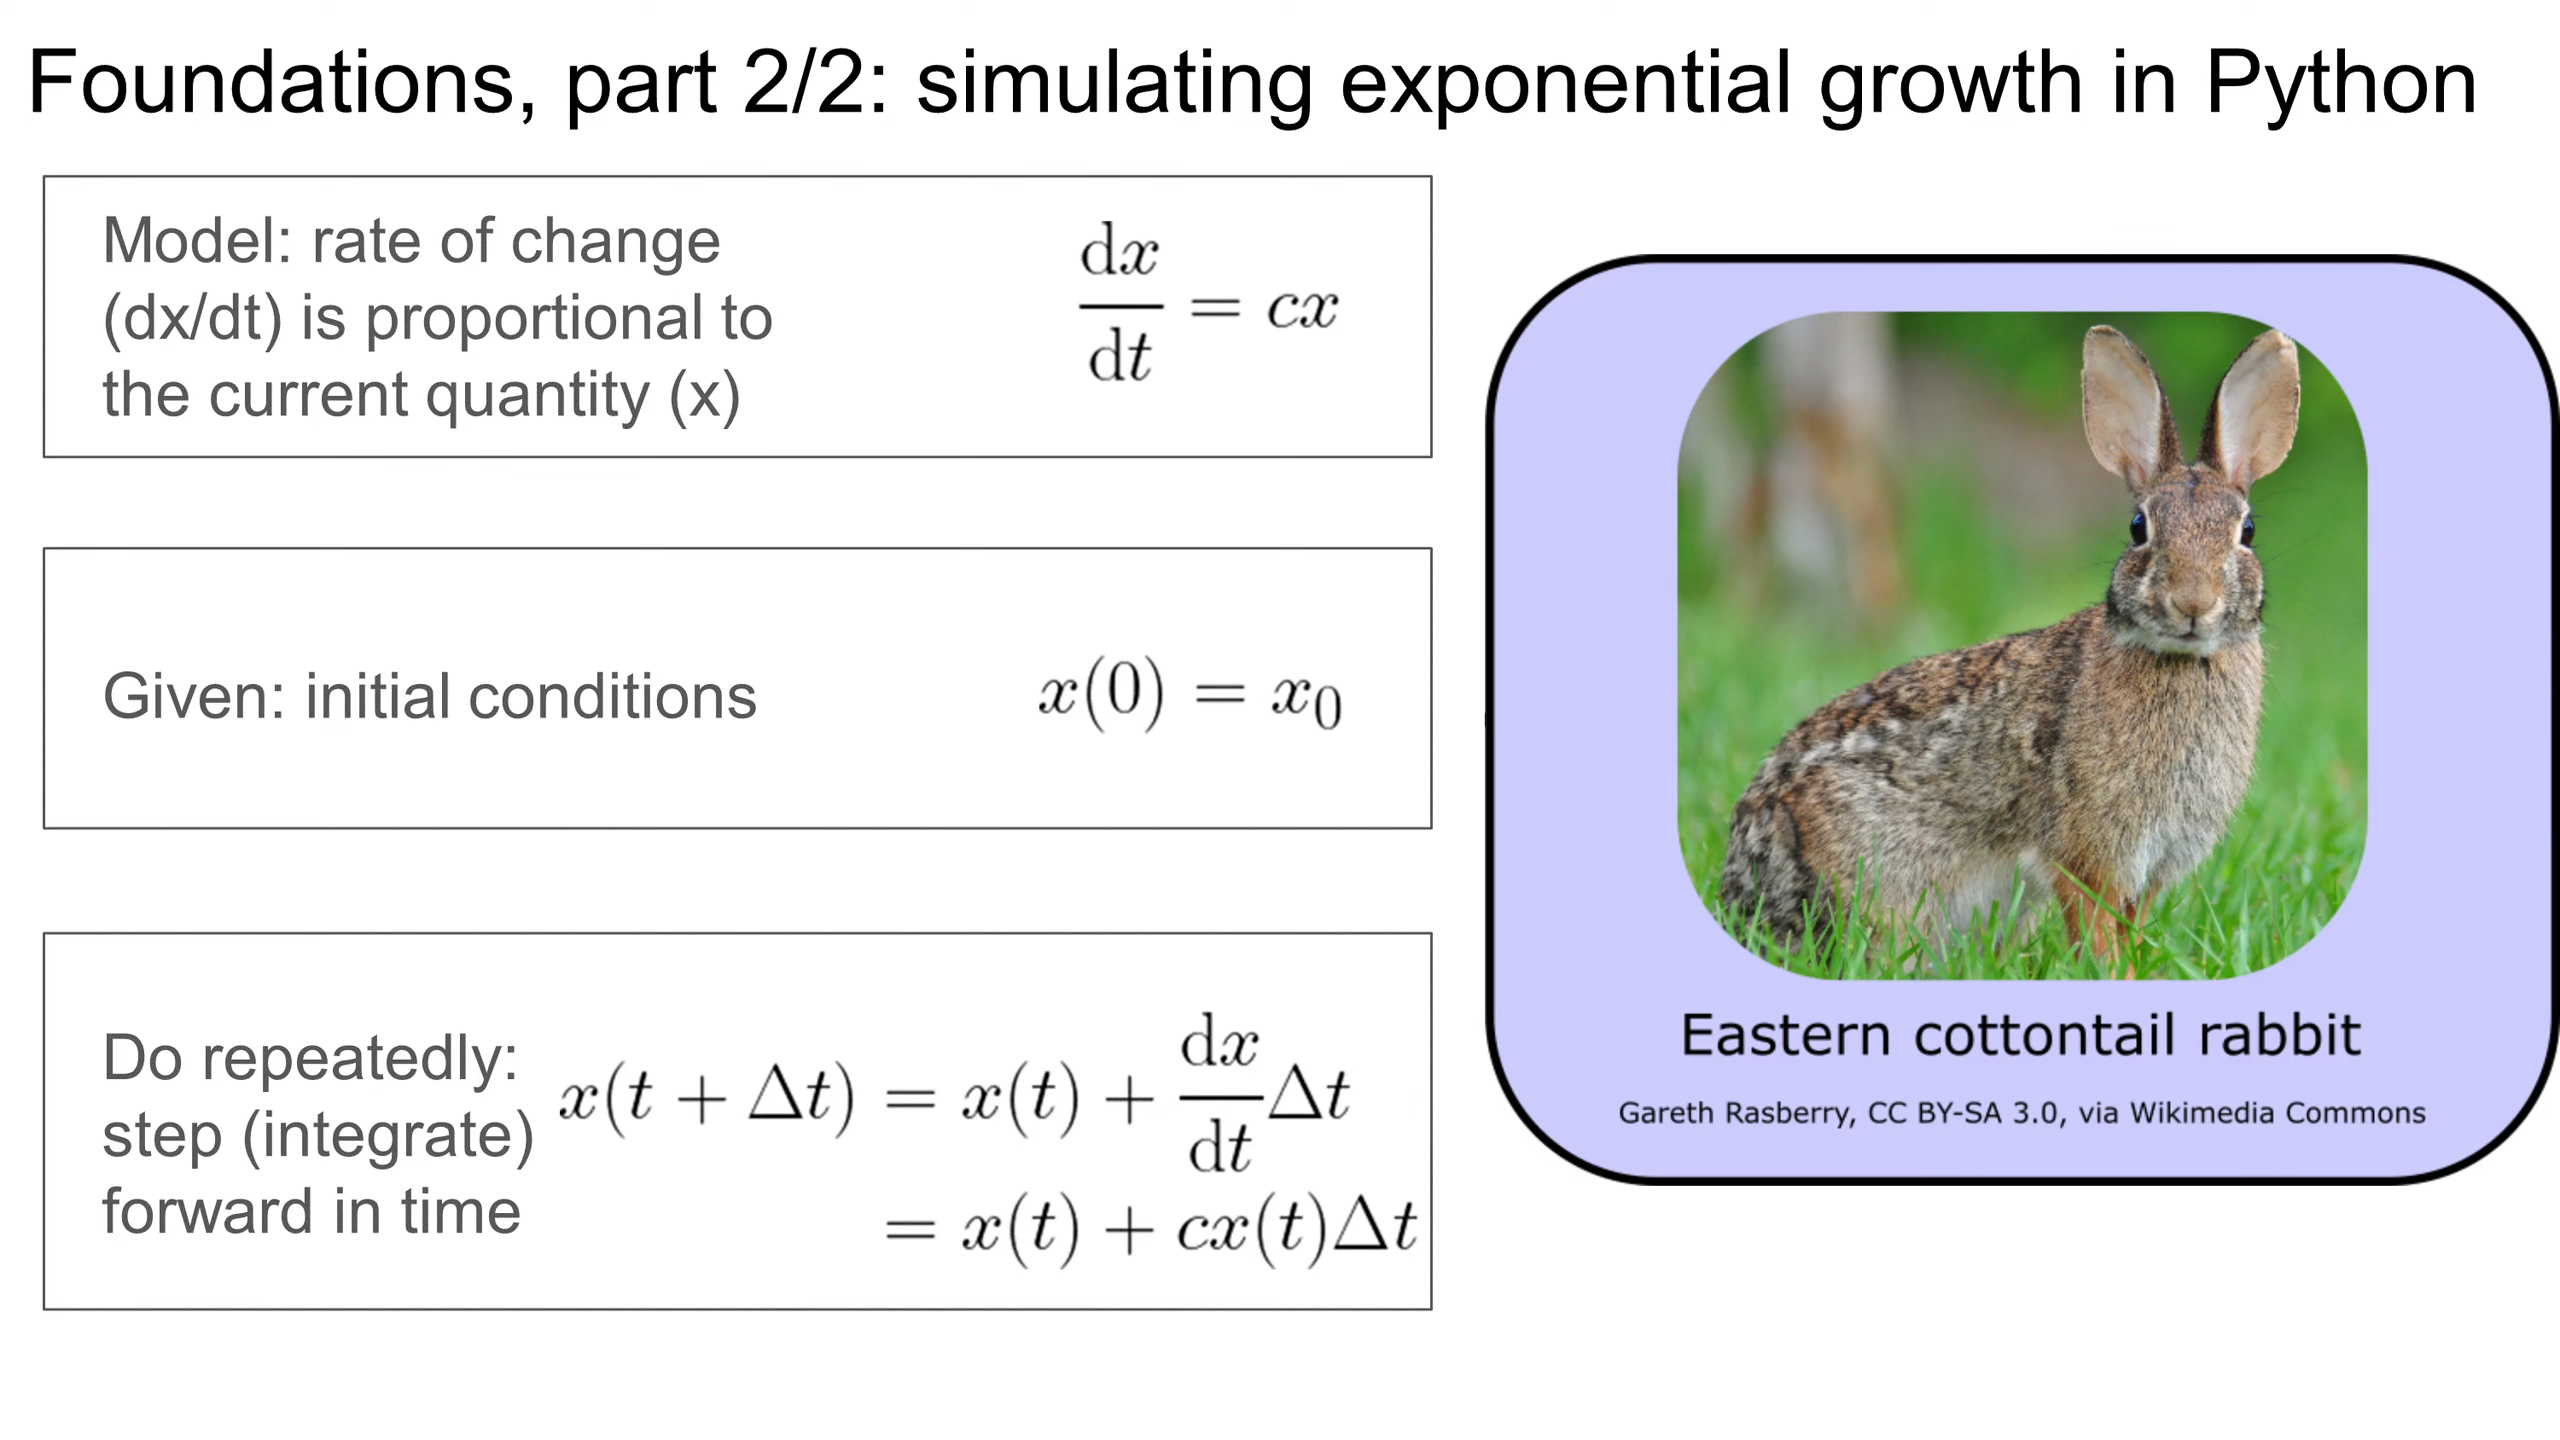 Foundations, part 2/2: simulating exponential growth in Python
Model: rate of change
(dx/dt) is proportional to
the current quantity (x)
dx/dt = cx
Given: initial conditions
x(0) = x₀
Do repeatedly:
step (integrate)
forward in time
x(t + Δt) = x(t) + dx/dt Δt
= x(t) + cx(t)Δt
Eastern cottontail rabbit
Gareth Rasberry, CC BY-SA 3.0, via Wikimedia Commons